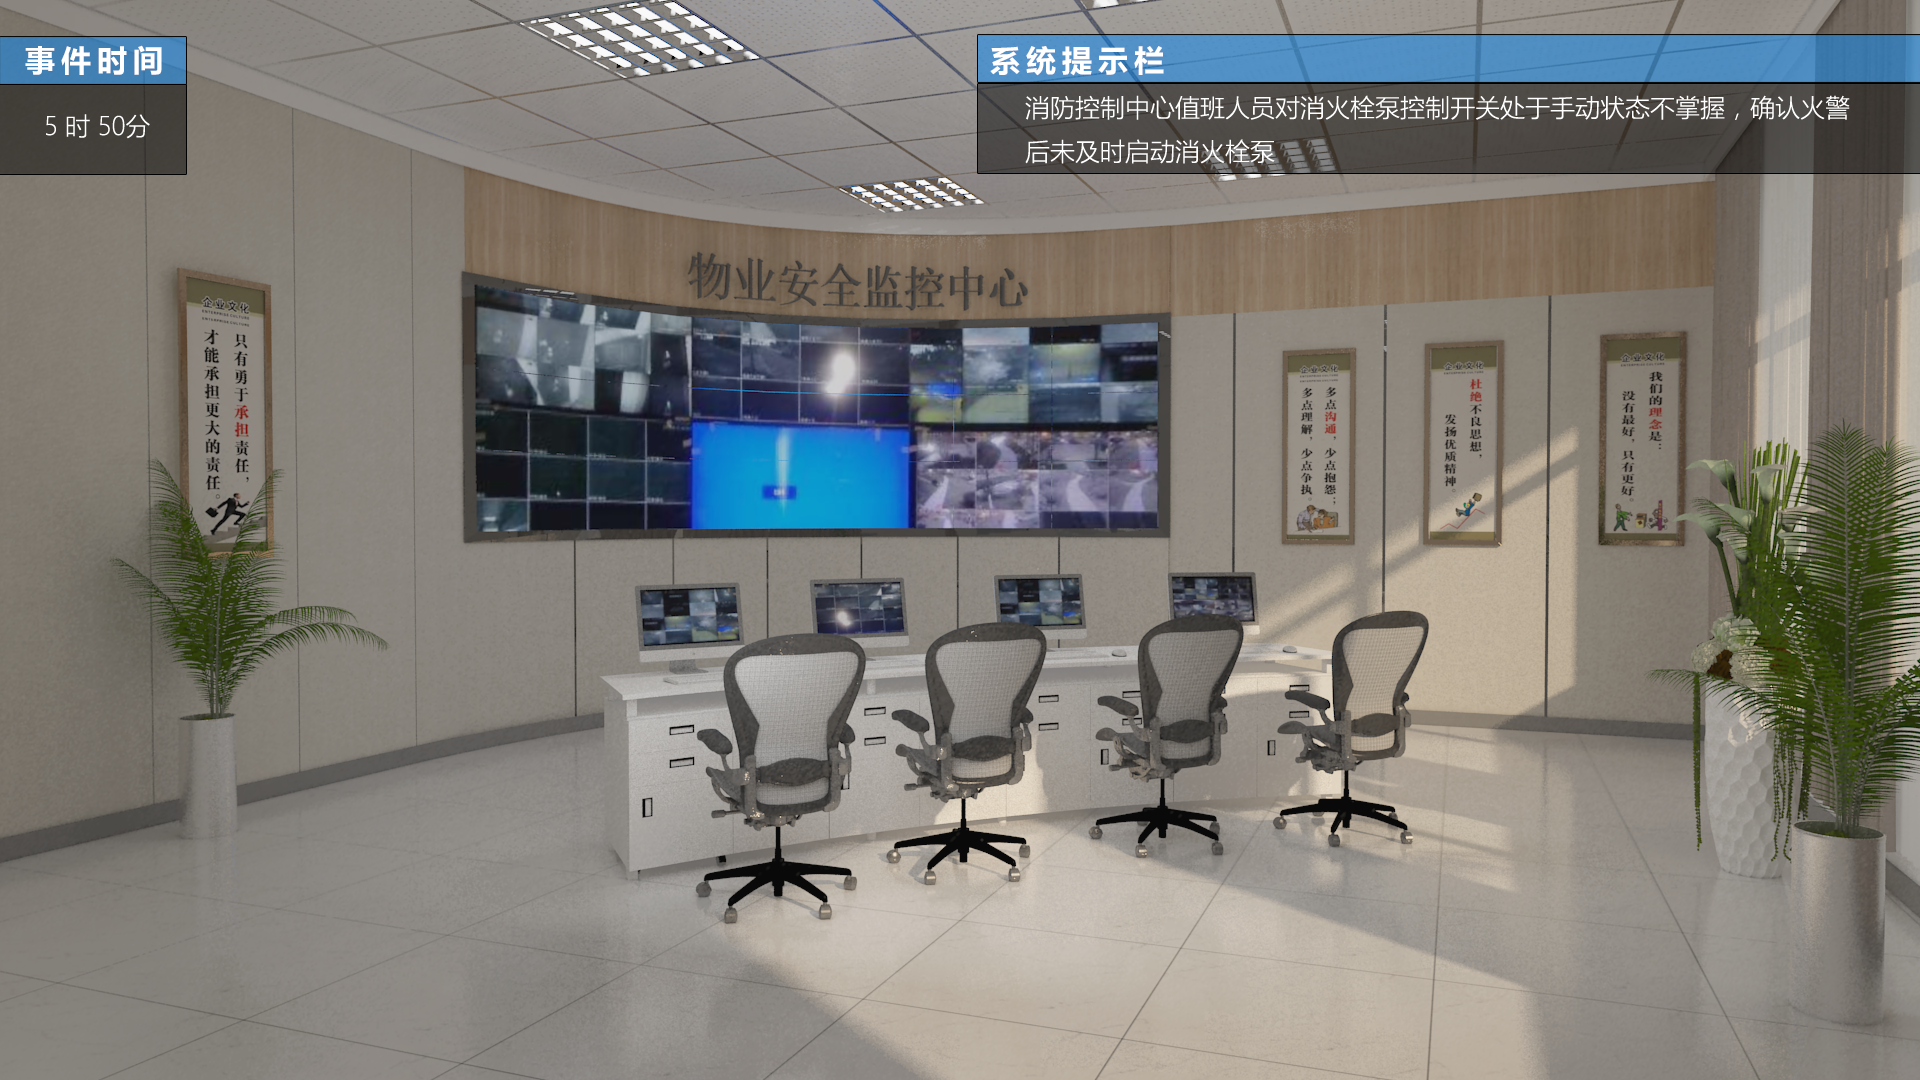 事件时间
5 时 50分
系统提示栏
消防控制中心值班人员对消火栓泵控制开关处于手动状态不掌握，确认火警
后未及时启动消火栓泵
物业安全监控中心
企业文化
ENTERPRISE CULTURE
ENTERPRISE CULTURE
只有勇于承担责任，
才能承担更大的责任。
企业文化
多点沟通，少点抱怨；
多点理解，少点争执。
企业文化
杜绝不良思想，
发扬优质精神。
企业文化
我们的理念是：
没有最好，只有更好。